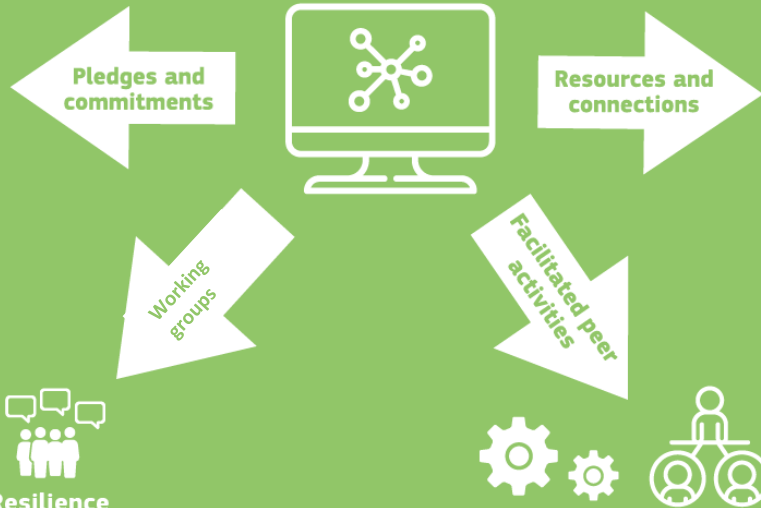 Pledges and
commitments
Resources and
connections
Working
groups
Facilitated peer
activities
Resilience